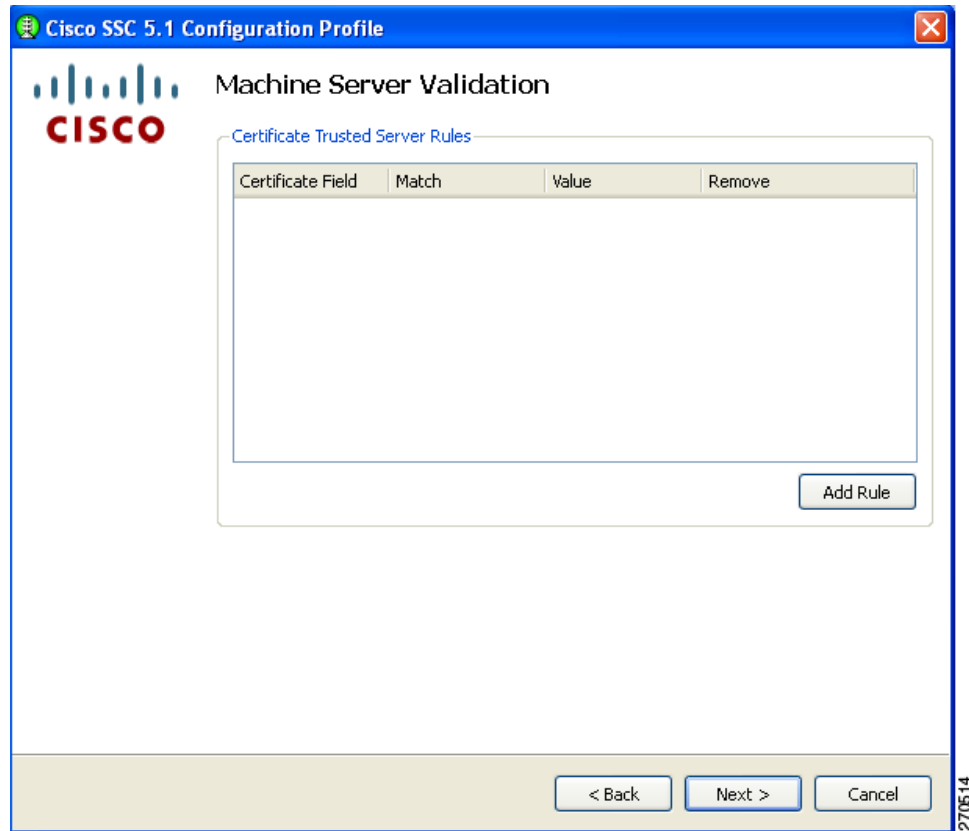 Cisco SSC 5.1 Configuration Profile
CISCO
Machine Server Validation
Certificate Trusted Server Rules
Certificate Field Match Value Remove
Add Rule
< Back Next > Cancel
270514